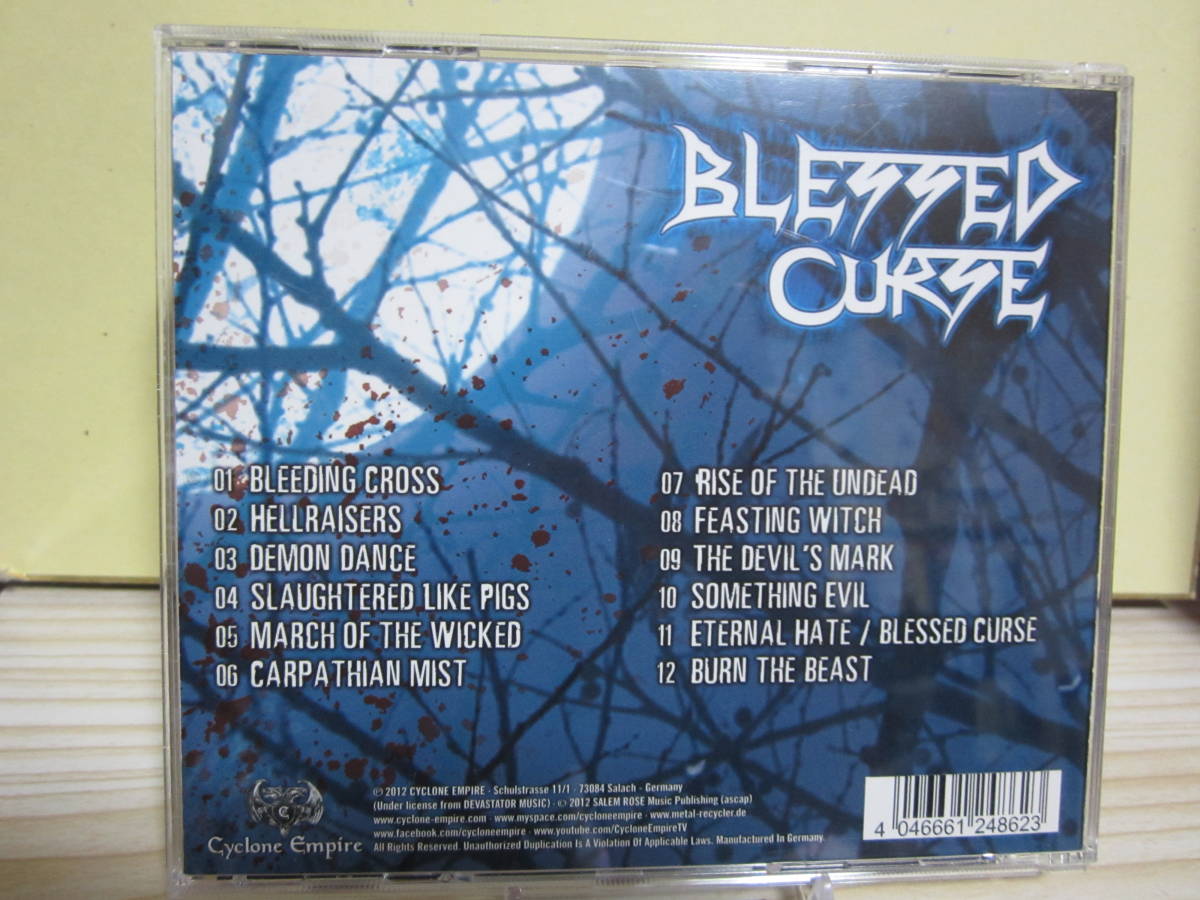 BLESSED
CURSE
01 BLEEDING CROSS
02 HELLRAISERS
03 DEMON DANCE
04 SLAUGHTERED LIKE PIGS
05 MARCH OF THE WICKED
06 CARPATHIAN MIST
07 RISE OF THE UNDEAD
08 FEASTING WITCH
09 THE DEVIL'S MARK
10 SOMETHING EVIL
11 ETERNAL HATE / BLESSED CURSE
12 BURN THE BEAST
C
Cyclone Empire
℗ 2012 CYCLONE EMPIRE · Schulstrasse 11/1 · 73084 Salach - Germany
(Under license from DEVASTATOR MUSIC) · © 2012 SALEM ROSE Music Publishing (ascap)
www.cyclone-empire.com · www.myspace.com/cycloneempire · www.metal-recycler.de
www.facebook.com/cycloneempire · www.youtube.com/CycloneEmpireTV
All Rights Reserved. Unauthorized Duplication Is A Violation Of Applicable Laws. Manufactured In Germany.
4 046661 248623